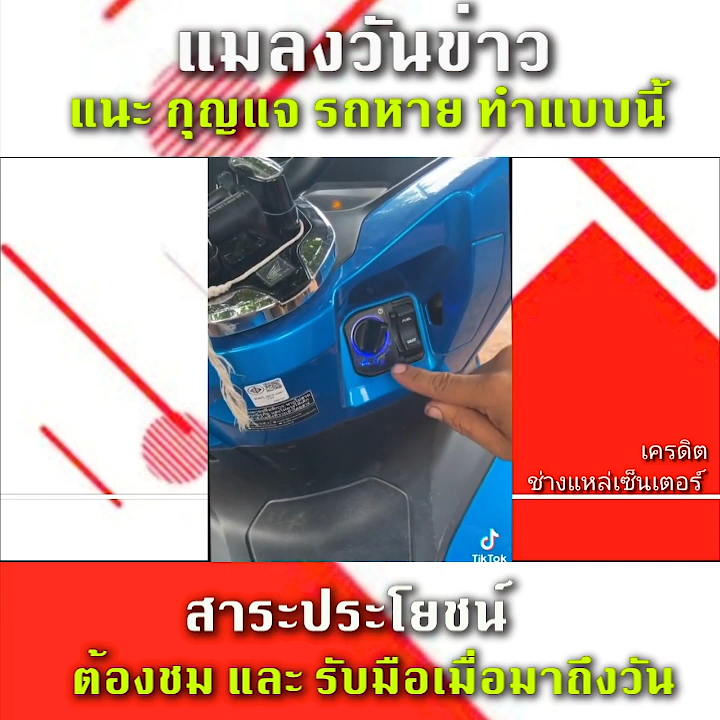 แมลงวันข่าว
แนะ กุญแจ รถหาย ทำแบบนี้
FUEL
SEAT
เครดิต
ช่างแหล่เซ็นเตอร์
TikTok
สาระประโยชน์
ต้องชม และ รับมือเมื่อมาถึงวัน